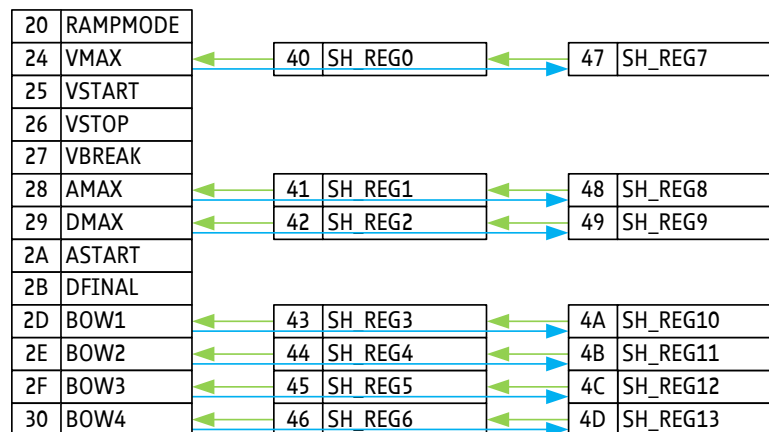 20 RAMPMODE
24 VMAX 40 SH_REG0 47 SH_REG7
25 VSTART
26 VSTOP
27 VBREAK
28 AMAX 41 SH_REG1 48 SH_REG8
29 DMAX 42 SH_REG2 49 SH_REG9
2A ASTART
2B DFINAL
2D BOW1 43 SH_REG3 4A SH_REG10
2E BOW2 44 SH_REG4 4B SH_REG11
2F BOW3 45 SH_REG5 4C SH_REG12
30 BOW4 46 SH_REG6 4D SH_REG13